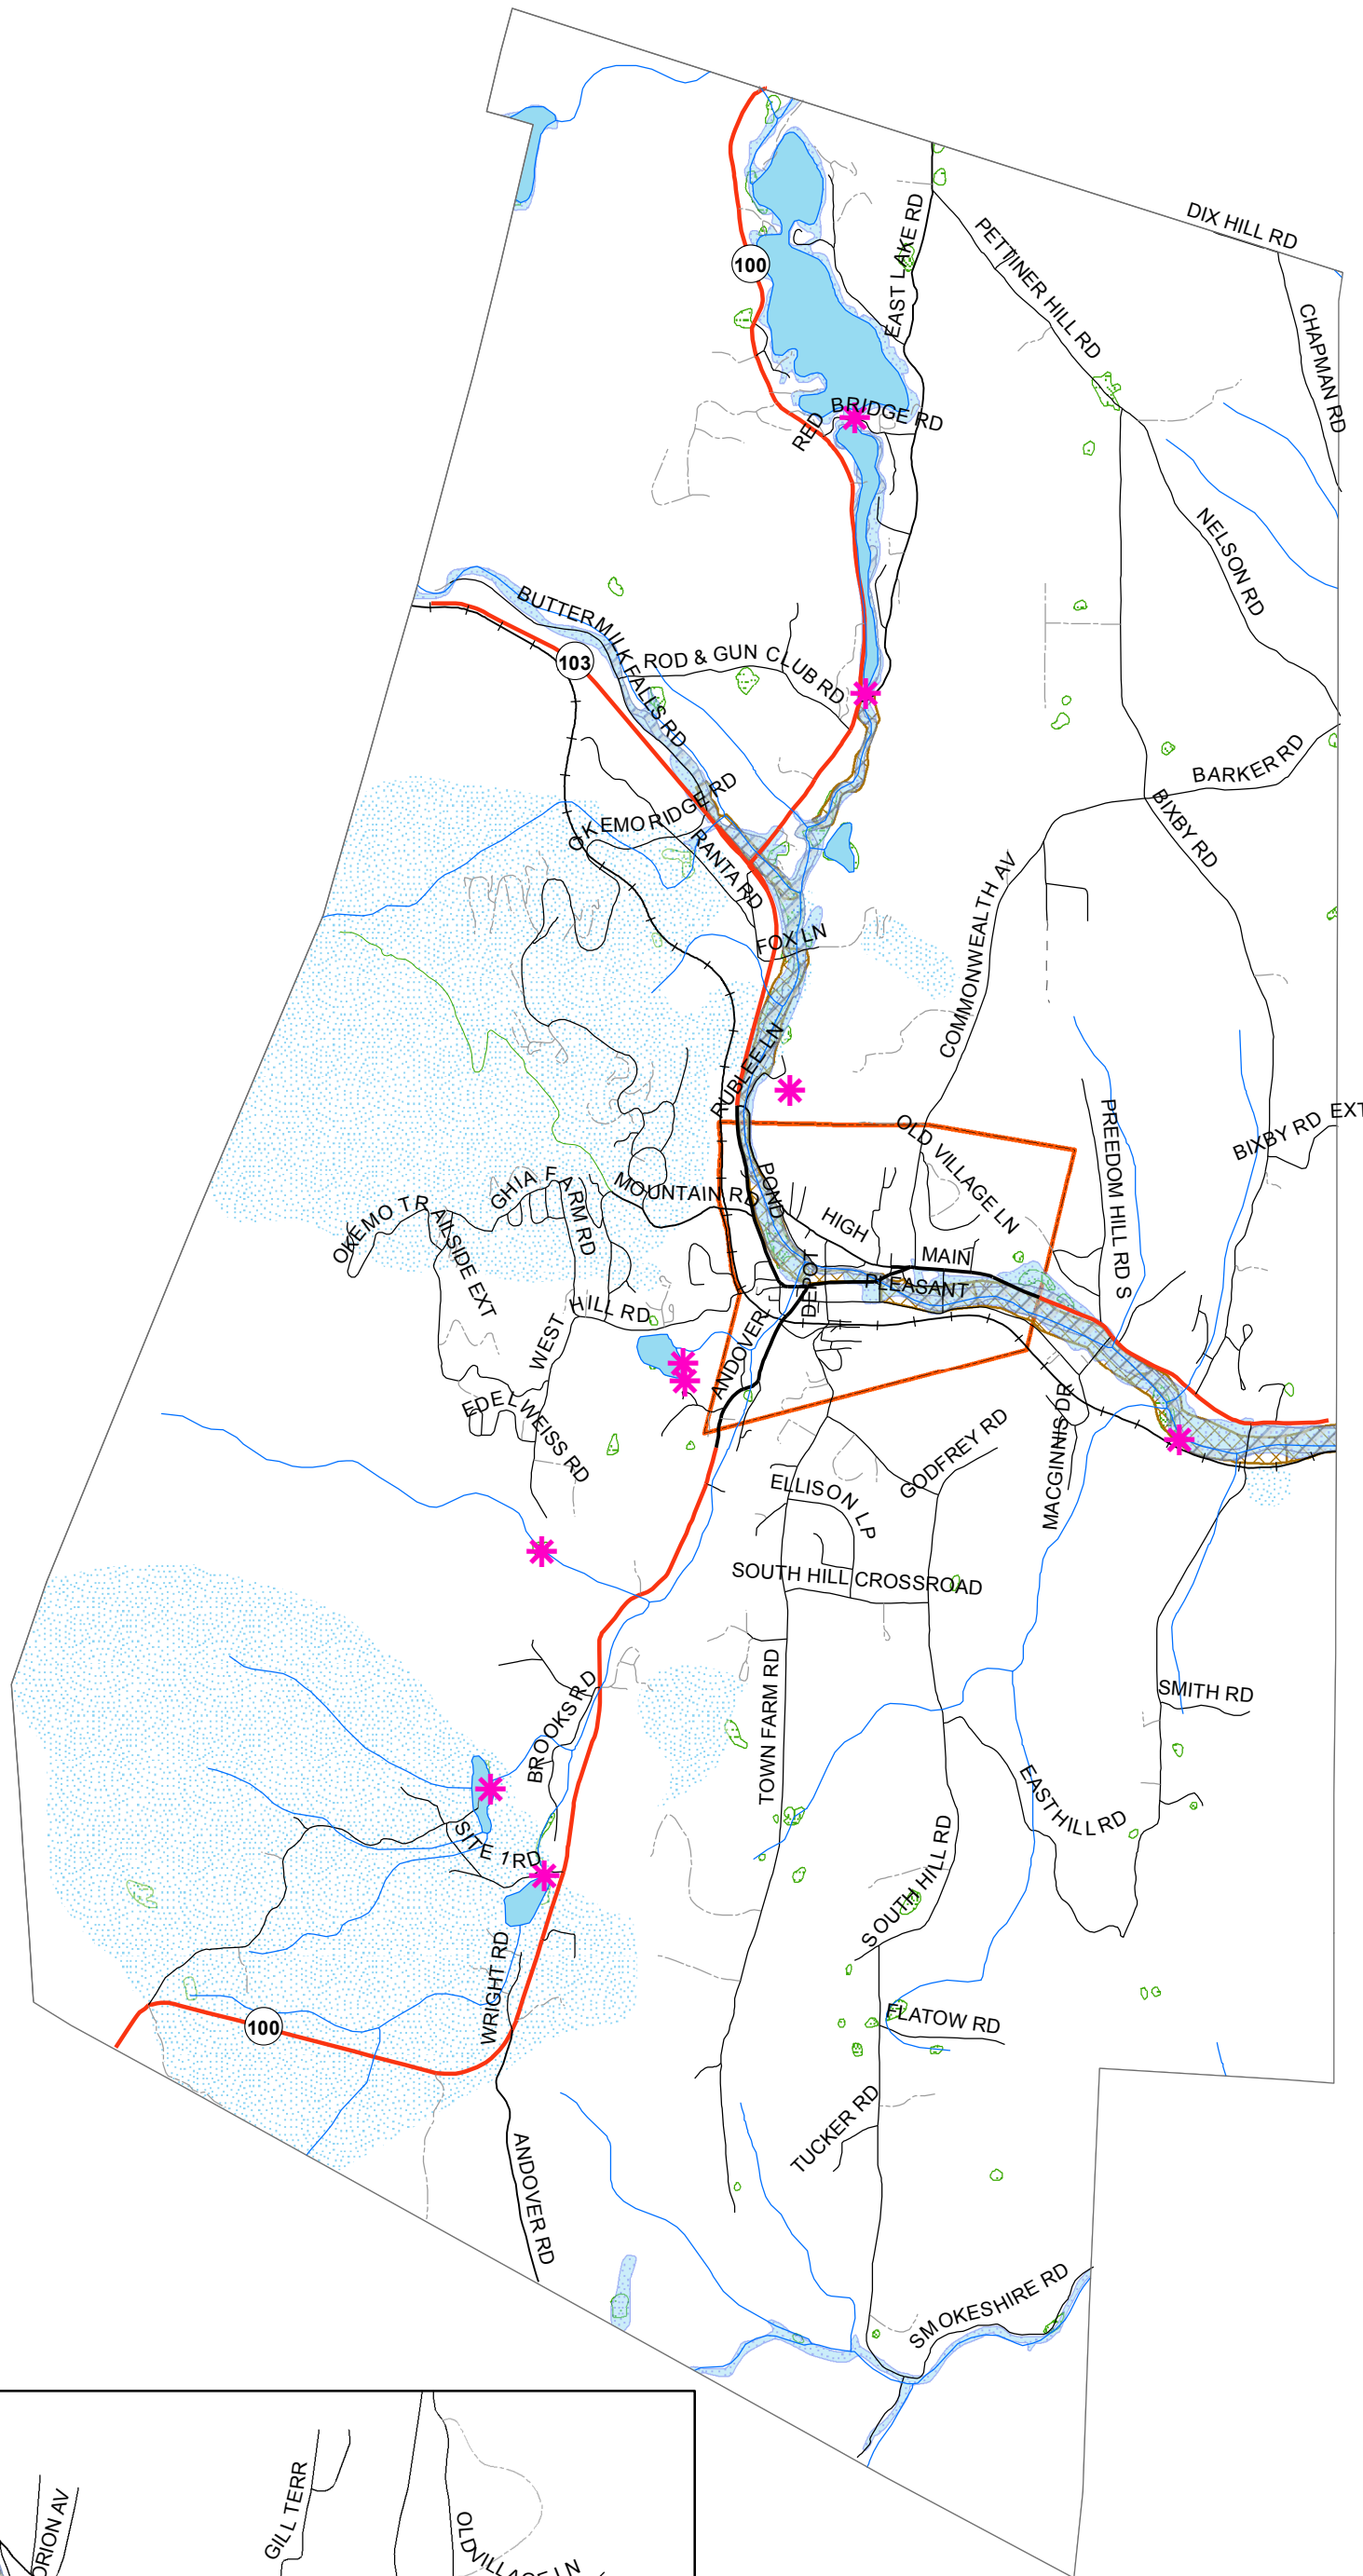 DIX HILL RD
PETTINER HILL RD
EAST LAKE RD
100
CHAPMAN RD
RED BRIDGE RD
NELSON RD
BUTTERMILK FALLS RD
ROD & GUN CLUB RD
103
BARKER RD
BIXBY RD
OKEMO RIDGE RD
RANTA RD
COMMONWEALTH AV
FOX LN
RUBLEE LN
PREEDOM HILL RD S
BIXBY RD EXT
OLD VILLAGE LN
POND
MOUNTAIN RD
GHIA FARM RD
OKEMO TRAILSIDE EXT
HIGH
MAIN
DEPOT
PLEASANT
WEST HILL RD
ANDOVER
EDELWEISS RD
MACGINNIS DR
GODFREY RD
ELLISON LP
SOUTH HILL CROSSROAD
TOWN FARM RD
SMITH RD
BROOKS RD
EAST HILL RD
SITE 1 RD
SOUTH HILL RD
WRIGHT RD
100
FLATOW RD
TUCKER RD
ANDOVER RD
SMOKESHIRE RD
ORION AV
GILL TERR
OLD VILLAGE LN